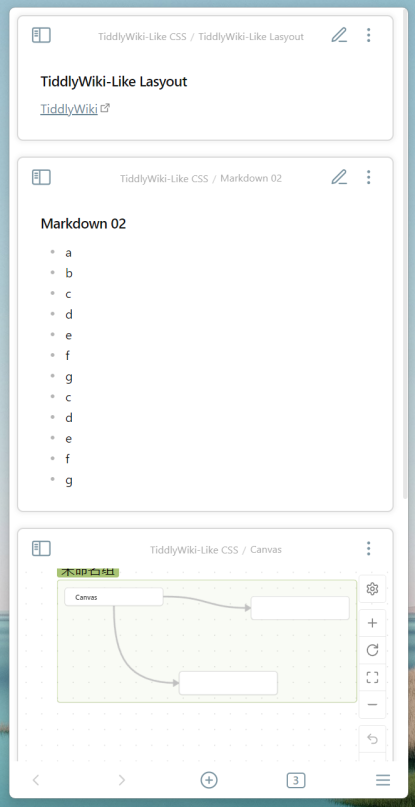 TiddlyWiki-Like CSS / TiddlyWiki-Like Lasyout
TiddlyWiki-Like Lasyout
TiddlyWiki
TiddlyWiki-Like CSS / Markdown 02
Markdown 02
a
b
c
d
e
f
g
c
d
e
f
g
TiddlyWiki-Like CSS / Canvas
未命名组
Canvas
3